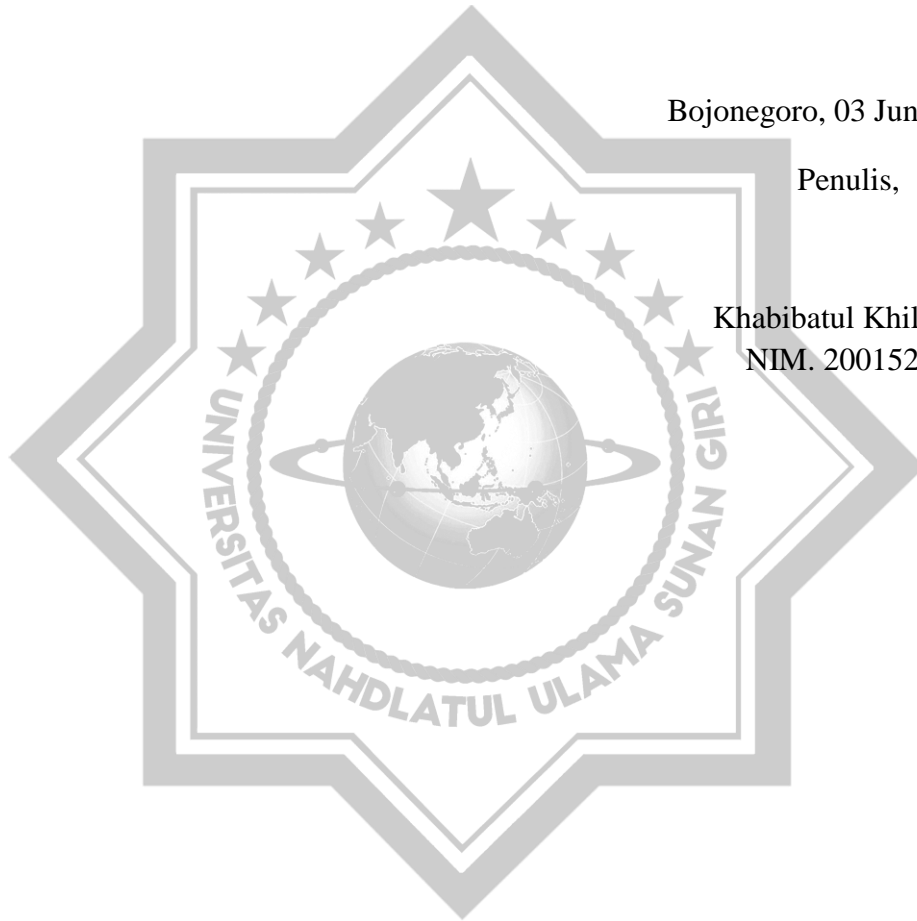 Bojonegoro, 03 Jun
Penulis,
Khabibatul Khil
NIM. 200152
UNIVERSITAS NAHDLATUL ULAMA SUNAN GIRI